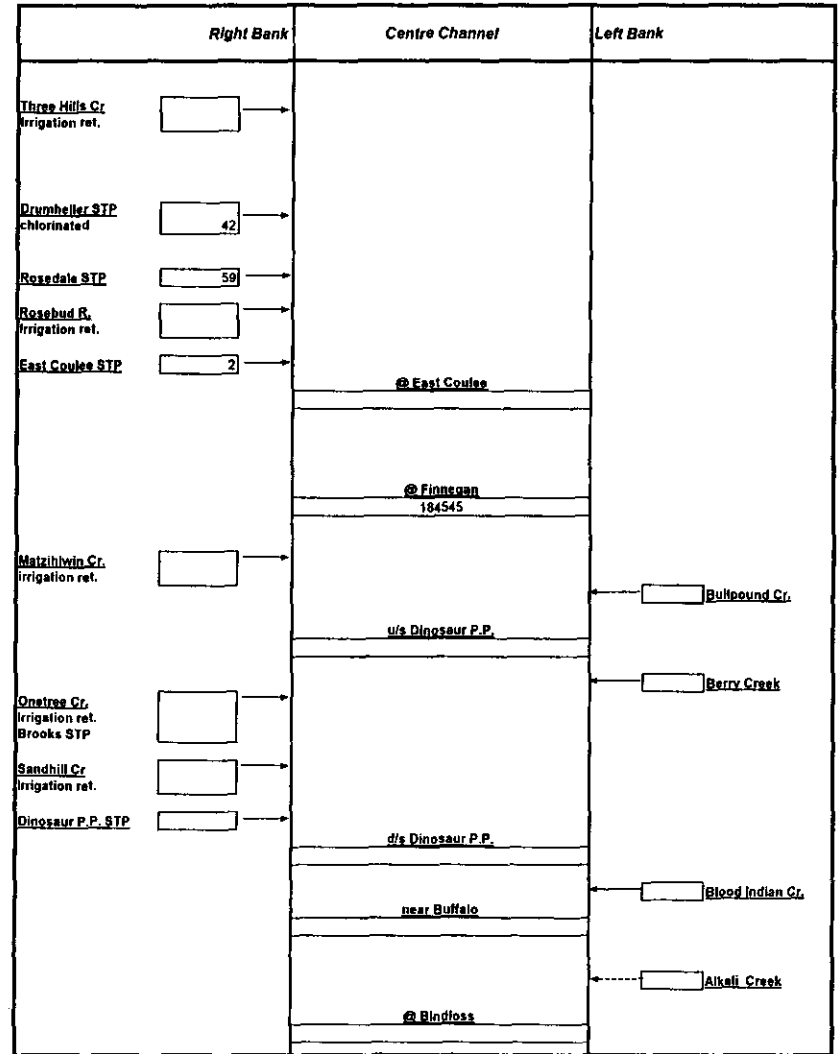 Right Bank
Centre Channel
Left Bank
Three Hills Cr
Irrigation ret.
Drumheller STP
chlorinated
42
Rosedale STP
59
Rosebud R.
Irrigation ret.
East Coulee STP
2
@ East Coulee
@ Finnegan
184545
Matzihlwin Cr.
irrigation ret.
Bullpound Cr.
u/s Dinosaur P.P.
Berry Creek
Onetree Cr.
Irrigation ret.
Brooks STP
Sandhill Cr
Irrigation ret.
Dinosaur P.P. STP
d/s Dinosaur P.P.
Blood Indian Cr.
near Buffalo
Alkali Creek
@ Bindloss